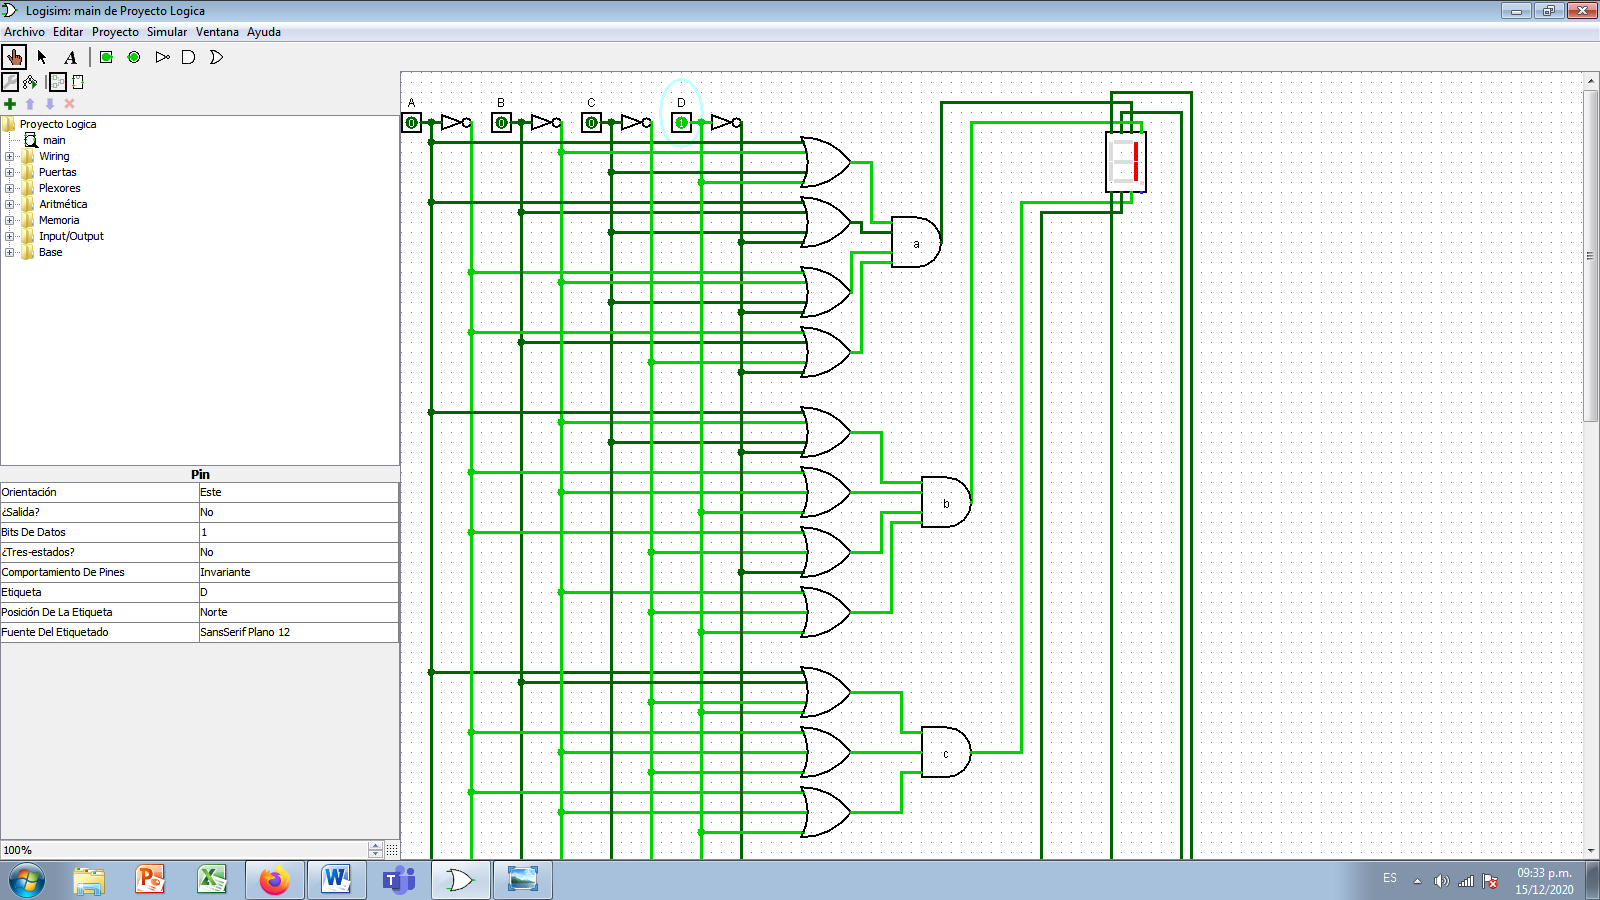 Logisim: main de Proyecto Logica
Archivo Editar Proyecto Simular Ventana Ayuda
A
Proyecto Logica
main
Wiring
Puertas
Plexores
Aritmética
Memoria
Input/Output
Base
Pin
Orientación Este
¿Salida? No
Bits De Datos 1
¿Tres-estados? No
Comportamiento De Pines Invariante
Etiqueta D
Posición De La Etiqueta Norte
Fuente Del Etiquetado SansSerif Plano 12
100%
A B C D
0 0 0 1
a
b
c
ES
09:33 p.m.
15/12/2020